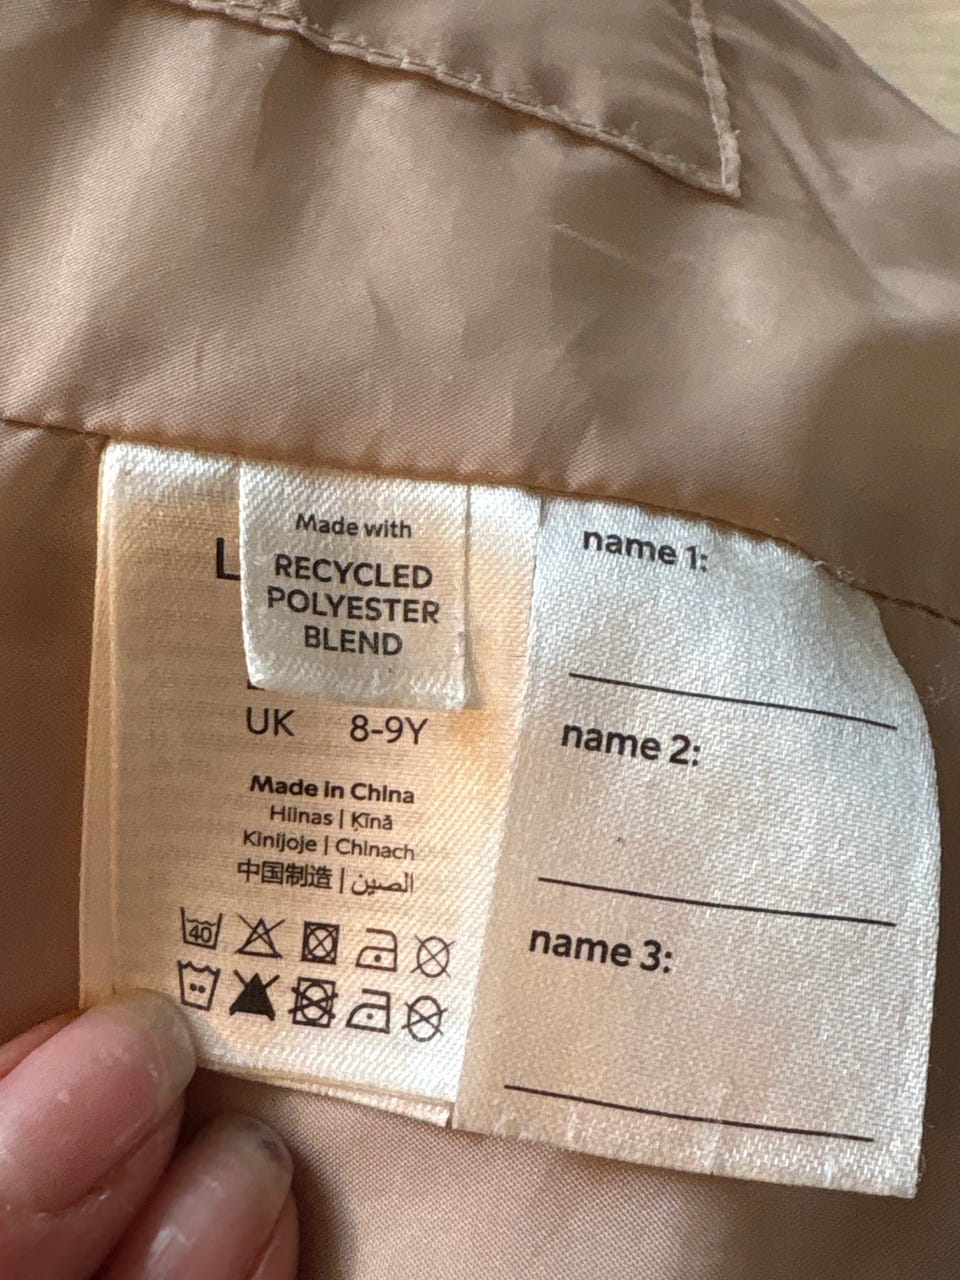 Made with
RECYCLED
POLYESTER
BLEND
L
UK 8-9Y
Made in China
Hiinas | Ķīnā
Kinijoje | Chinach
中国制造 | الصين
40
name 1:
name 2:
name 3: